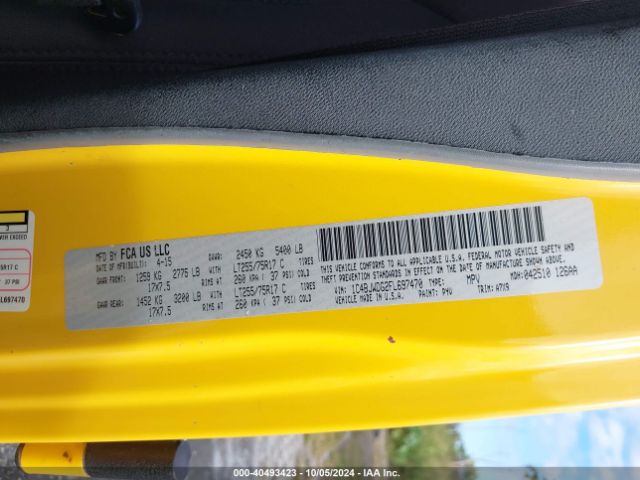 MFD BY FCA US LLC
DATE OF MFR(BUILT): 4-15 GVWR: 2450 KG 5400 LB
GAWR FRONT: 1259 KG 2775 LB WITH LT255/75R17 C TIRES
17X7.5 RIMS AT 260 KPA ( 37 PSI) COLD
GAWR REAR: 1452 KG 3200 LB WITH LT255/75R17 C TIRES
17X7.5 RIMS AT 260 KPA ( 37 PSI) COLD
THIS VEHICLE CONFORMS TO ALL APPLICABLE U.S.A. FEDERAL MOTOR VEHICLE SAFETY AND
THEFT PREVENTION STANDARDS IN EFFECT ON THE DATE OF MANUFACTURE SHOWN ABOVE.
VEHICLE MADE IN U.S.A. MDH: 042510 126AA
VIN: 1C4BJWDG2FL697470 MPV
PAINT: PYV TRIM: A7X9
5R17 C
37 PSI
L697470
000-40493423 - 10/05/2024 - IAA Inc.